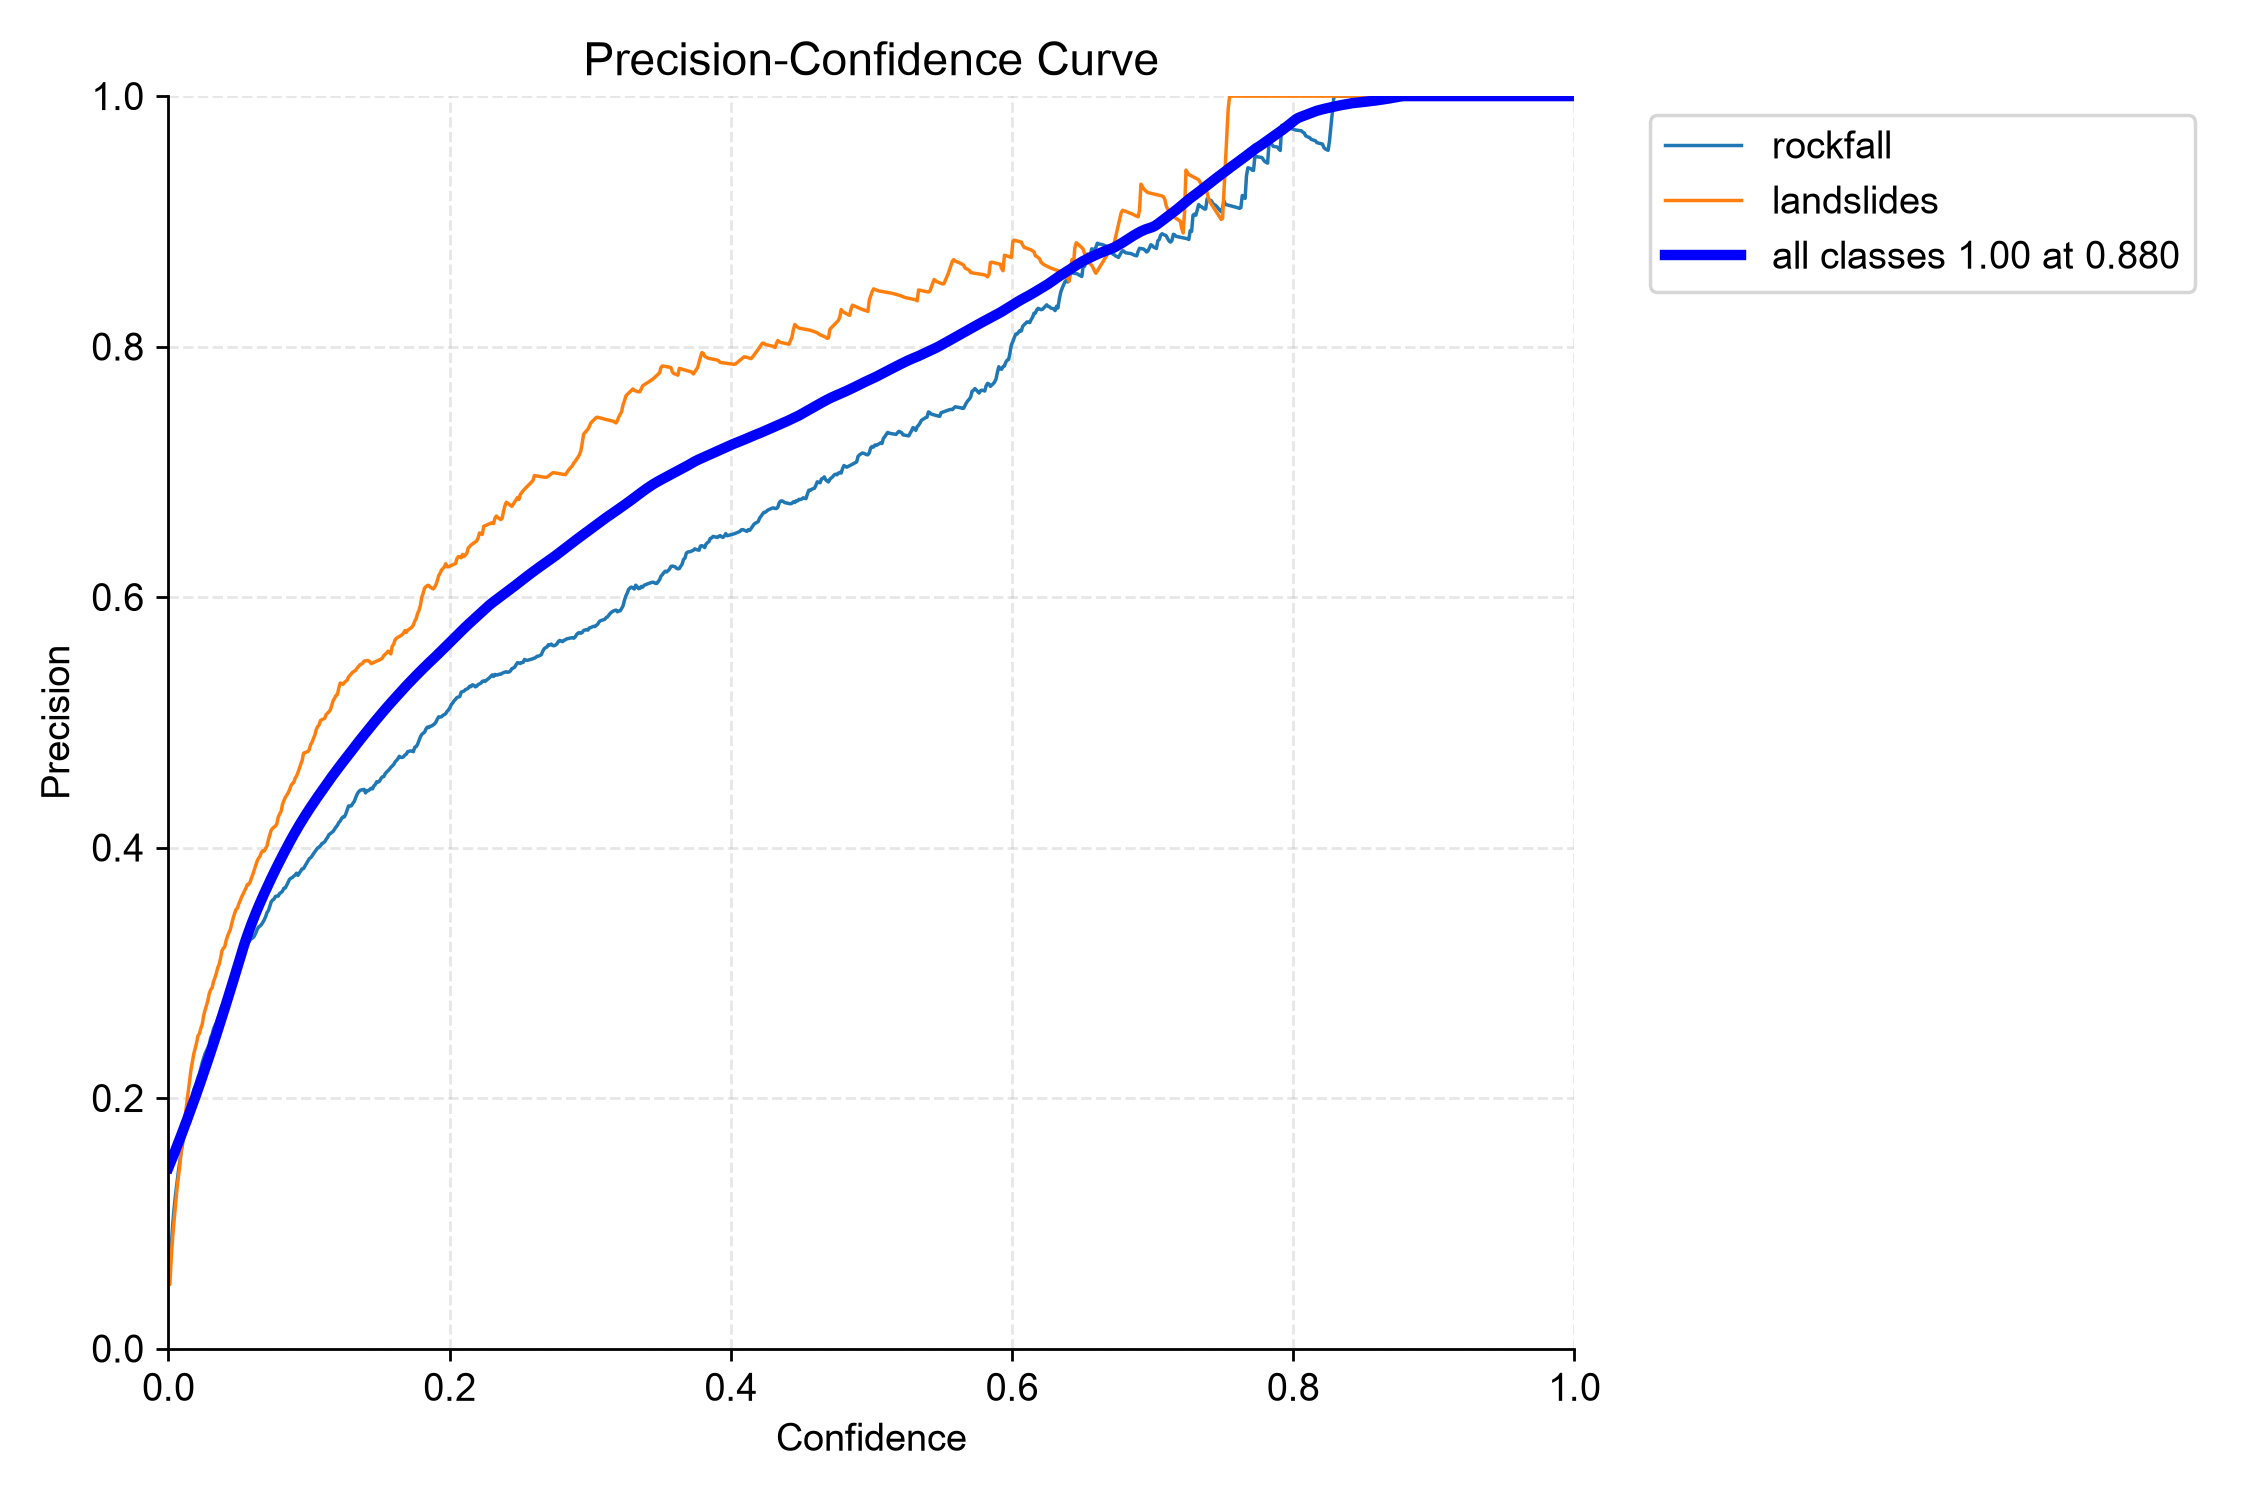 Precision-Confidence Curve
1.0
0.8
0.6
0.4
0.2
0.0
Precision
0.0 0.2 0.4 0.6 0.8 1.0
Confidence
rockfall
landslides
all classes 1.00 at 0.880